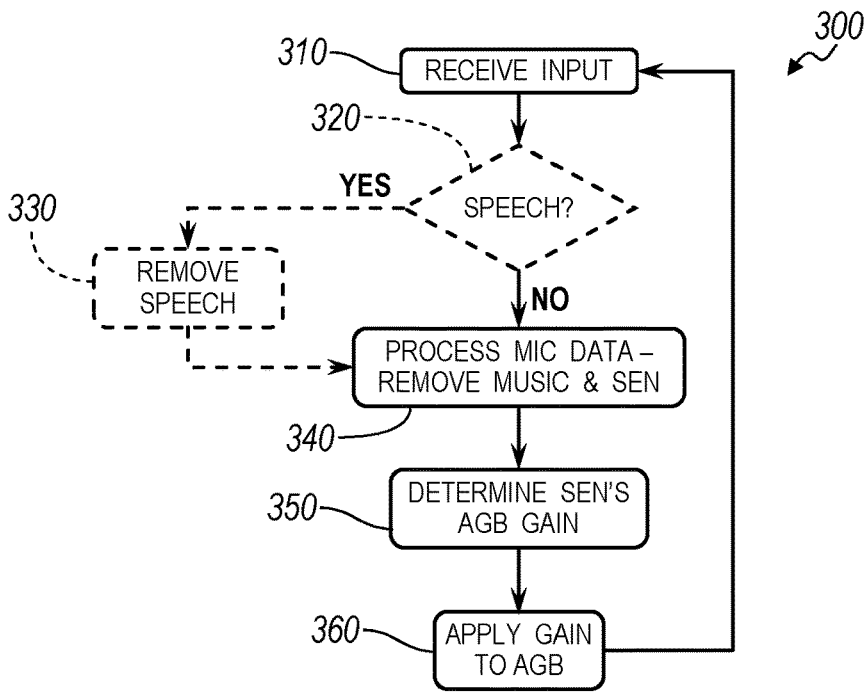 300
310
RECEIVE INPUT
320
SPEECH?
YES
330
REMOVE
SPEECH
NO
PROCESS MIC DATA –
REMOVE MUSIC & SEN
340
DETERMINE SEN'S
AGB GAIN
350
360
APPLY GAIN
TO AGB